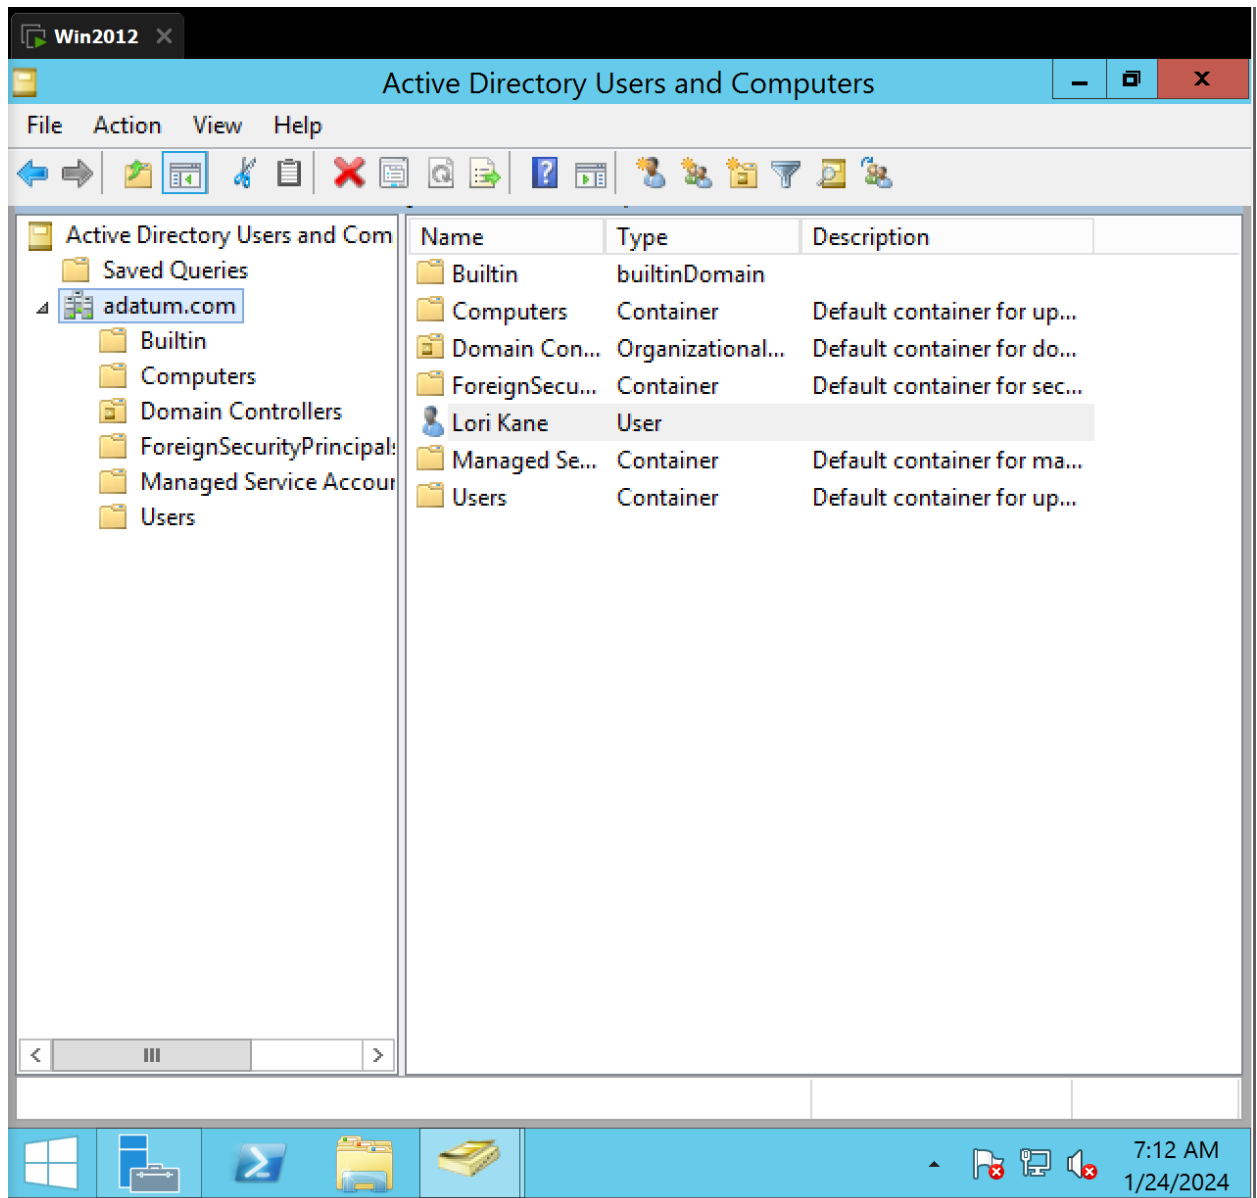 Win2012
Active Directory Users and Computers
File Action View Help
Active Directory Users and Com
Saved Queries
adatum.com
Builtin
Computers
Domain Controllers
ForeignSecurityPrincipals
Managed Service Accour
Users
Name Type Description
Builtin builtinDomain
Computers Container Default container for up...
Domain Con... Organizational... Default container for do...
ForeignSecu... Container Default container for sec...
Lori Kane User
Managed Se... Container Default container for ma...
Users Container Default container for up...
7:12 AM
1/24/2024